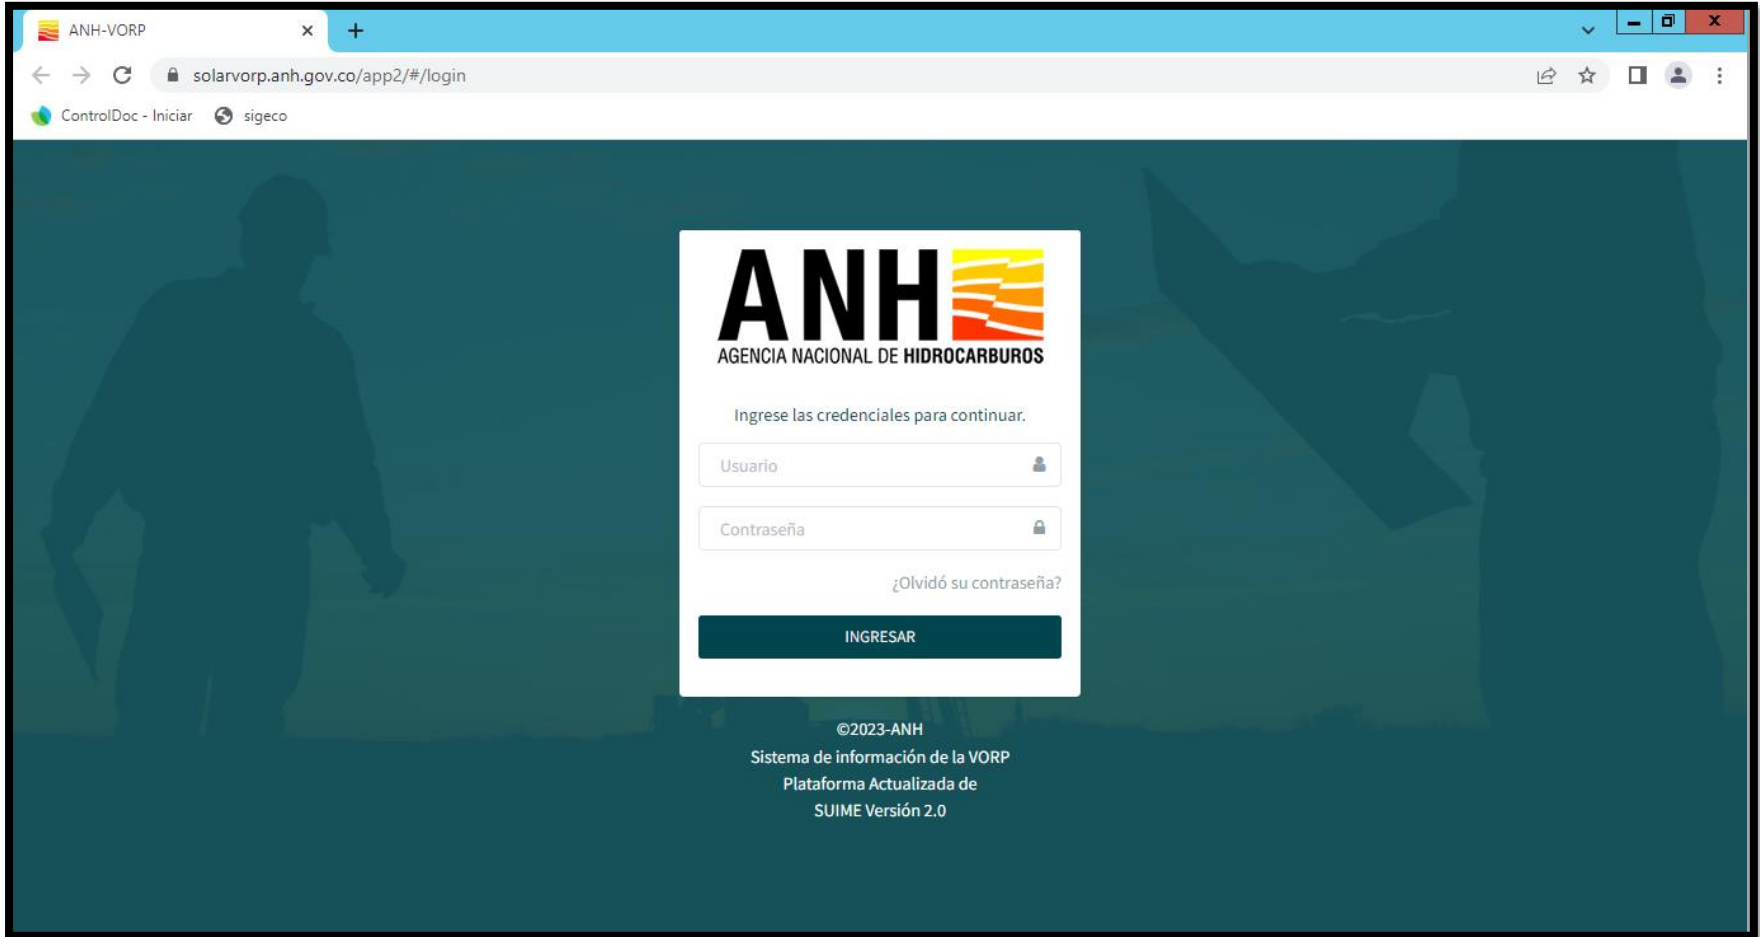 ANH-VORP
solarvorp.anh.gov.co/app2/#/login
ControlDoc - Iniciar sigeco
ANH
AGENCIA NACIONAL DE HIDROCARBUROS
Ingrese las credenciales para continuar.
Usuario
Contraseña
¿Olvidó su contraseña?
INGRESAR
©2023-ANH
Sistema de información de la VORP
Plataforma Actualizada de
SUIME Versión 2.0